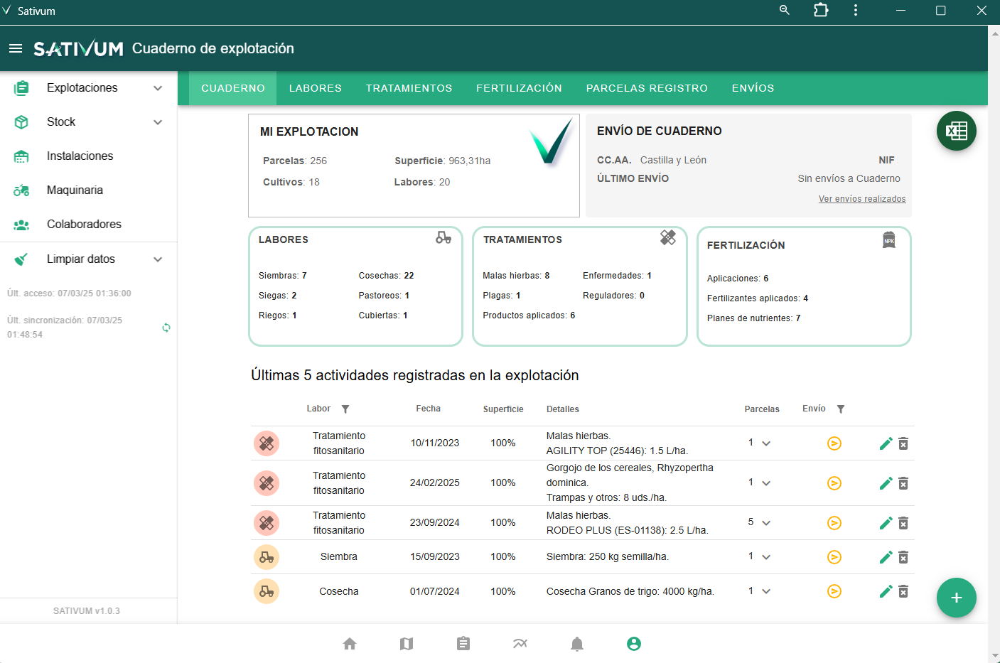 Sativum
SATIVUM Cuaderno de explotación
Explotaciones
Stock
Instalaciones
Maquinaria
Colaboradores
Limpiar datos
Últ. acceso: 07/03/25 01:36:00
Últ. sincronización: 07/03/25
01:48:54
SATIVUM v1.0.3
CUADERNO LABORES TRATAMIENTOS FERTILIZACIÓN PARCELAS REGISTRO ENVÍOS
MI EXPLOTACION
Parcelas: 256 Superficie: 963,31ha
Cultivos: 18 Labores: 20
ENVÍO DE CUADERNO
CC.AA. Castilla y León NIF
ÚLTIMO ENVÍO Sin envíos a Cuaderno
Ver envíos realizados
LABORES
Siembras: 7 Cosechas: 22
Siegas: 2 Pastoreos: 1
Riegos: 1 Cubiertas: 1
TRATAMIENTOS
Malas hierbas: 8 Enfermedades: 1
Plagas: 1 Reguladores: 0
Productos aplicados: 6
FERTILIZACIÓN
NPK
Aplicaciones: 6
Fertilizantes aplicados: 4
Planes de nutrientes: 7
Últimas 5 actividades registradas en la explotación
Labor Fecha Superficie Detalles Parcelas Envío
Tratamiento fitosanitario 10/11/2023 100% Malas hierbas. 1
AGILITY TOP (25446): 1.5 L/ha.
Tratamiento fitosanitario 24/02/2025 100% Gorgojo de los cereales, Rhyzopertha 1
dominica.
Trampas y otros: 8 uds./ha.
Tratamiento fitosanitario 23/09/2024 100% Malas hierbas. 5
RODEO PLUS (ES-01138): 2.5 L/ha.
Siembra 15/09/2023 100% Siembra: 250 kg semilla/ha. 1
Cosecha 01/07/2024 100% Cosecha Granos de trigo: 4000 kg/ha. 1